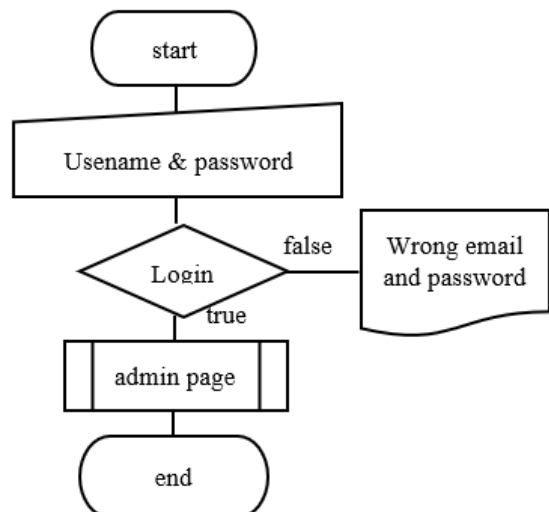 start
Usename & password
false
Wrong email
and password
Login
true
admin page
end